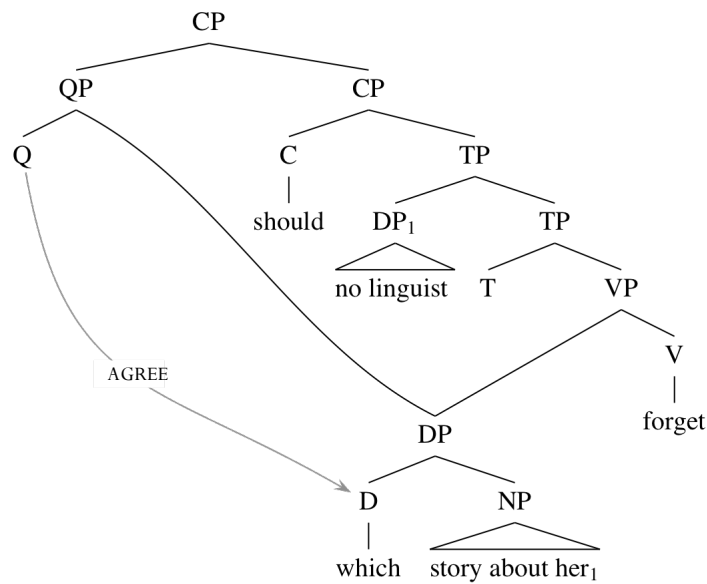 CP
QP CP
Q C TP
should DP₁ TP
no linguist T VP
AGREE V
forget
DP
D NP
which story about her₁